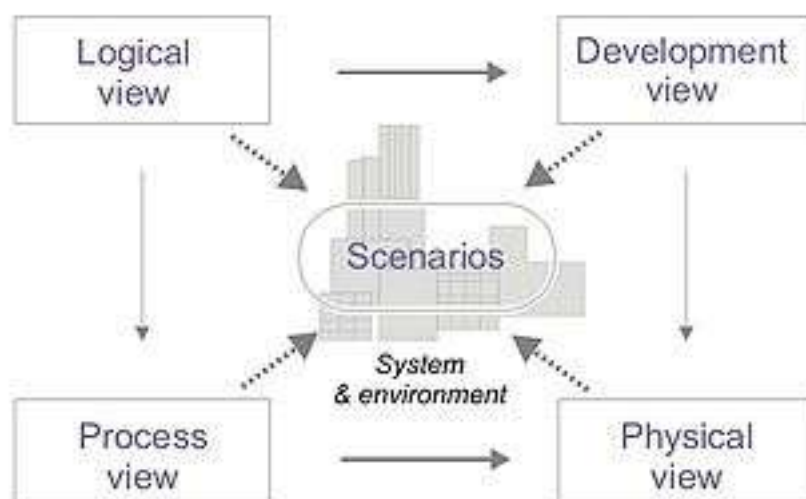 Logical
view
Development
view
Scenarios
System
& environment
Process
view
Physical
view